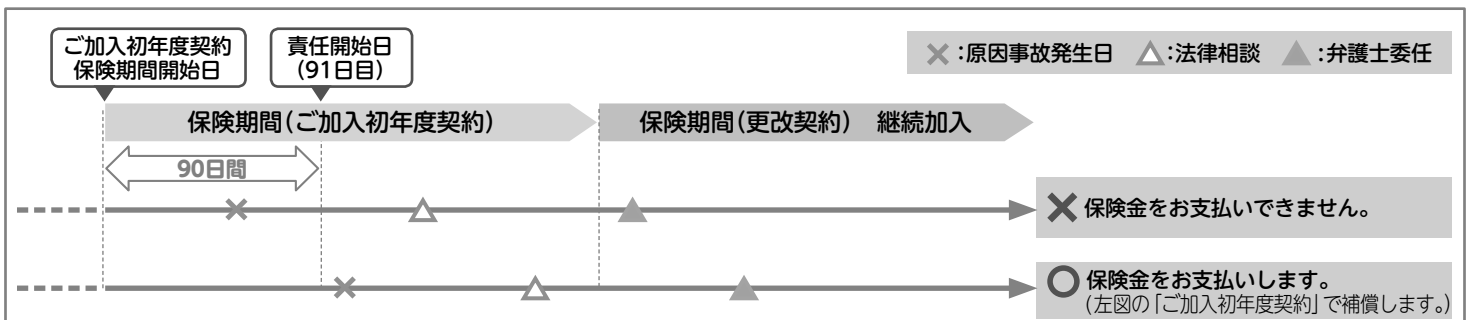 ご加入初年度契約
保険期間開始日
責任開始日
(91日目)
×:原因事故発生日 △:法律相談 ▲:弁護士委任
保険期間(ご加入初年度契約)
保険期間(更改契約) 継続加入
90日間
×保険金をお支払いできません。
○保険金をお支払いします。
(左図の「ご加入初年度契約」で補償します。)